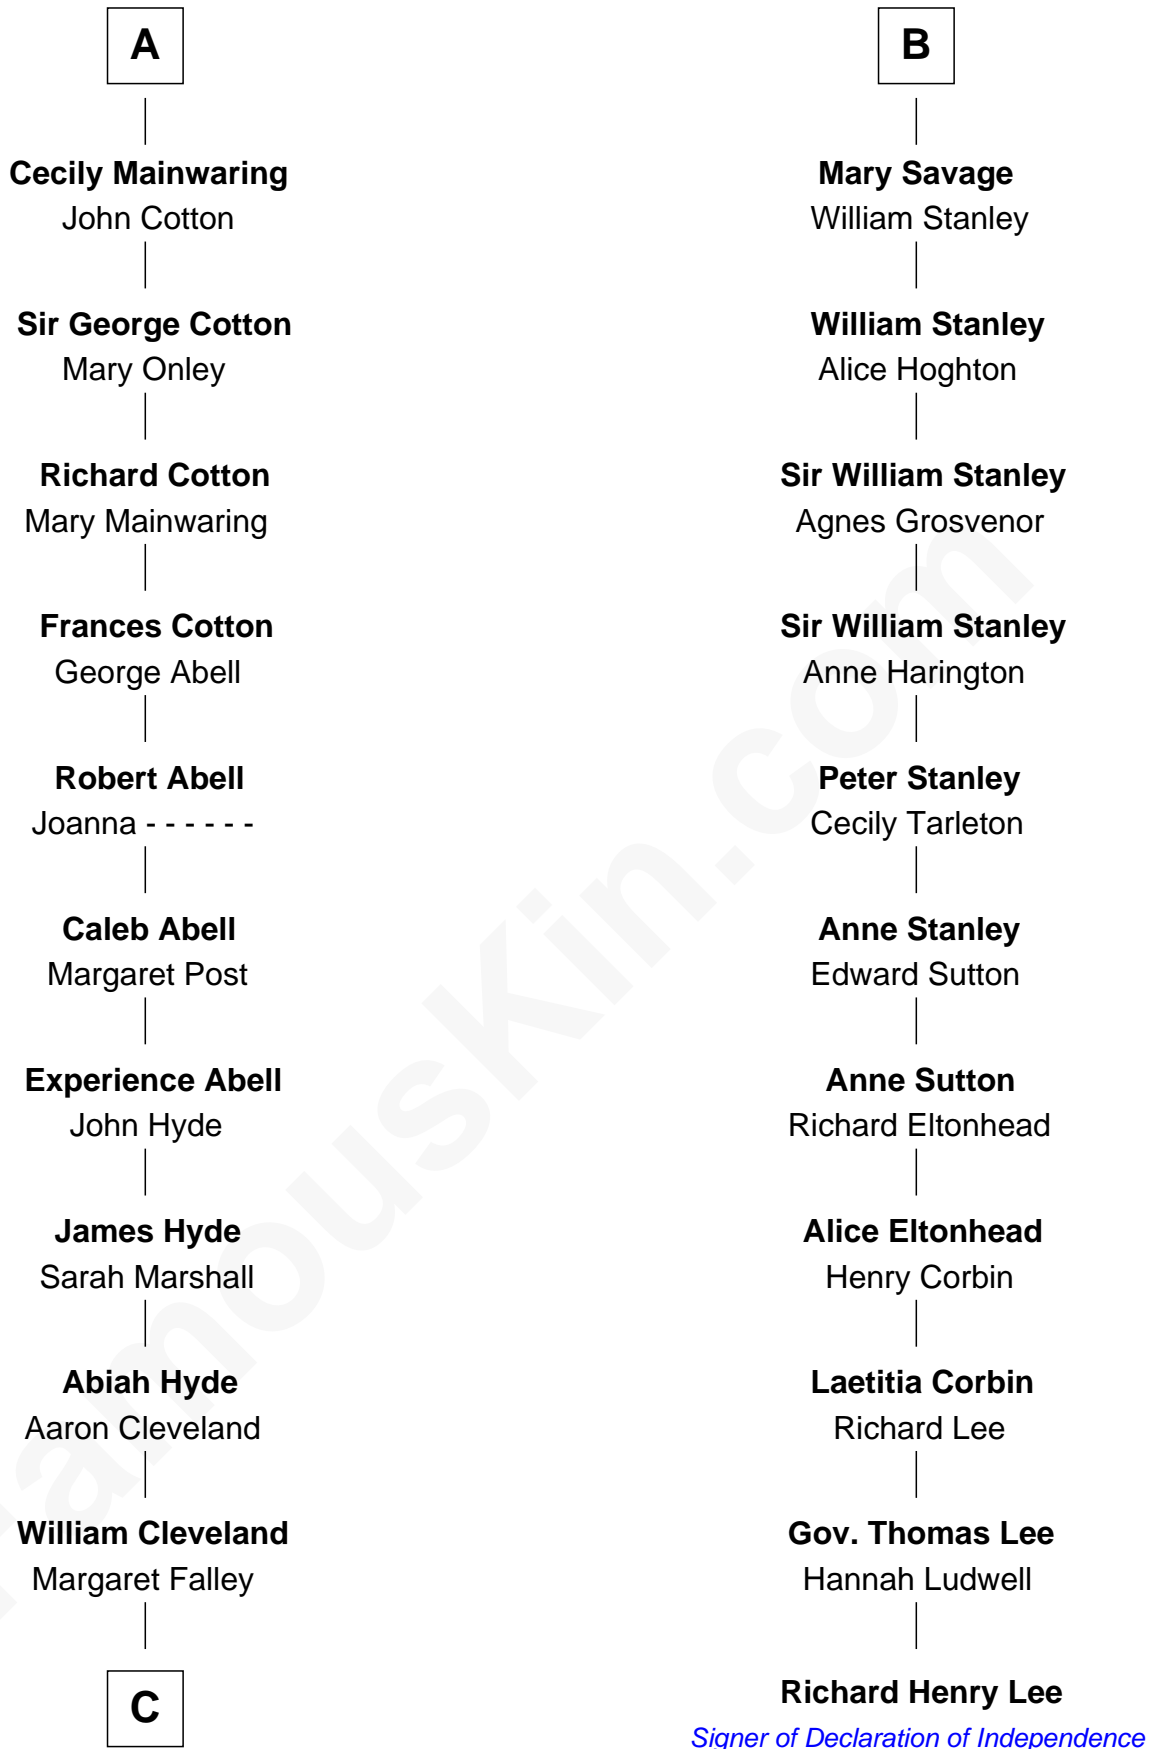 A
Cecily Mainwaring
John Cotton
Sir George Cotton
Mary Onley
Richard Cotton
Mary Mainwaring
Frances Cotton
George Abell
Robert Abell
Joanna - - - - - -
Caleb Abell
Margaret Post
Experience Abell
John Hyde
James Hyde
Sarah Marshall
Abiah Hyde
Aaron Cleveland
William Cleveland
Margaret Falley
C
B
Mary Savage
William Stanley
William Stanley
Alice Hoghton
Sir William Stanley
Agnes Grosvenor
Sir William Stanley
Anne Harington
Peter Stanley
Cecily Tarleton
Anne Stanley
Edward Sutton
Anne Sutton
Richard Eltonhead
Alice Eltonhead
Henry Corbin
Laetitia Corbin
Richard Lee
Gov. Thomas Lee
Hannah Ludwell
Richard Henry Lee
Signer of Declaration of Independence
FamousKin.com